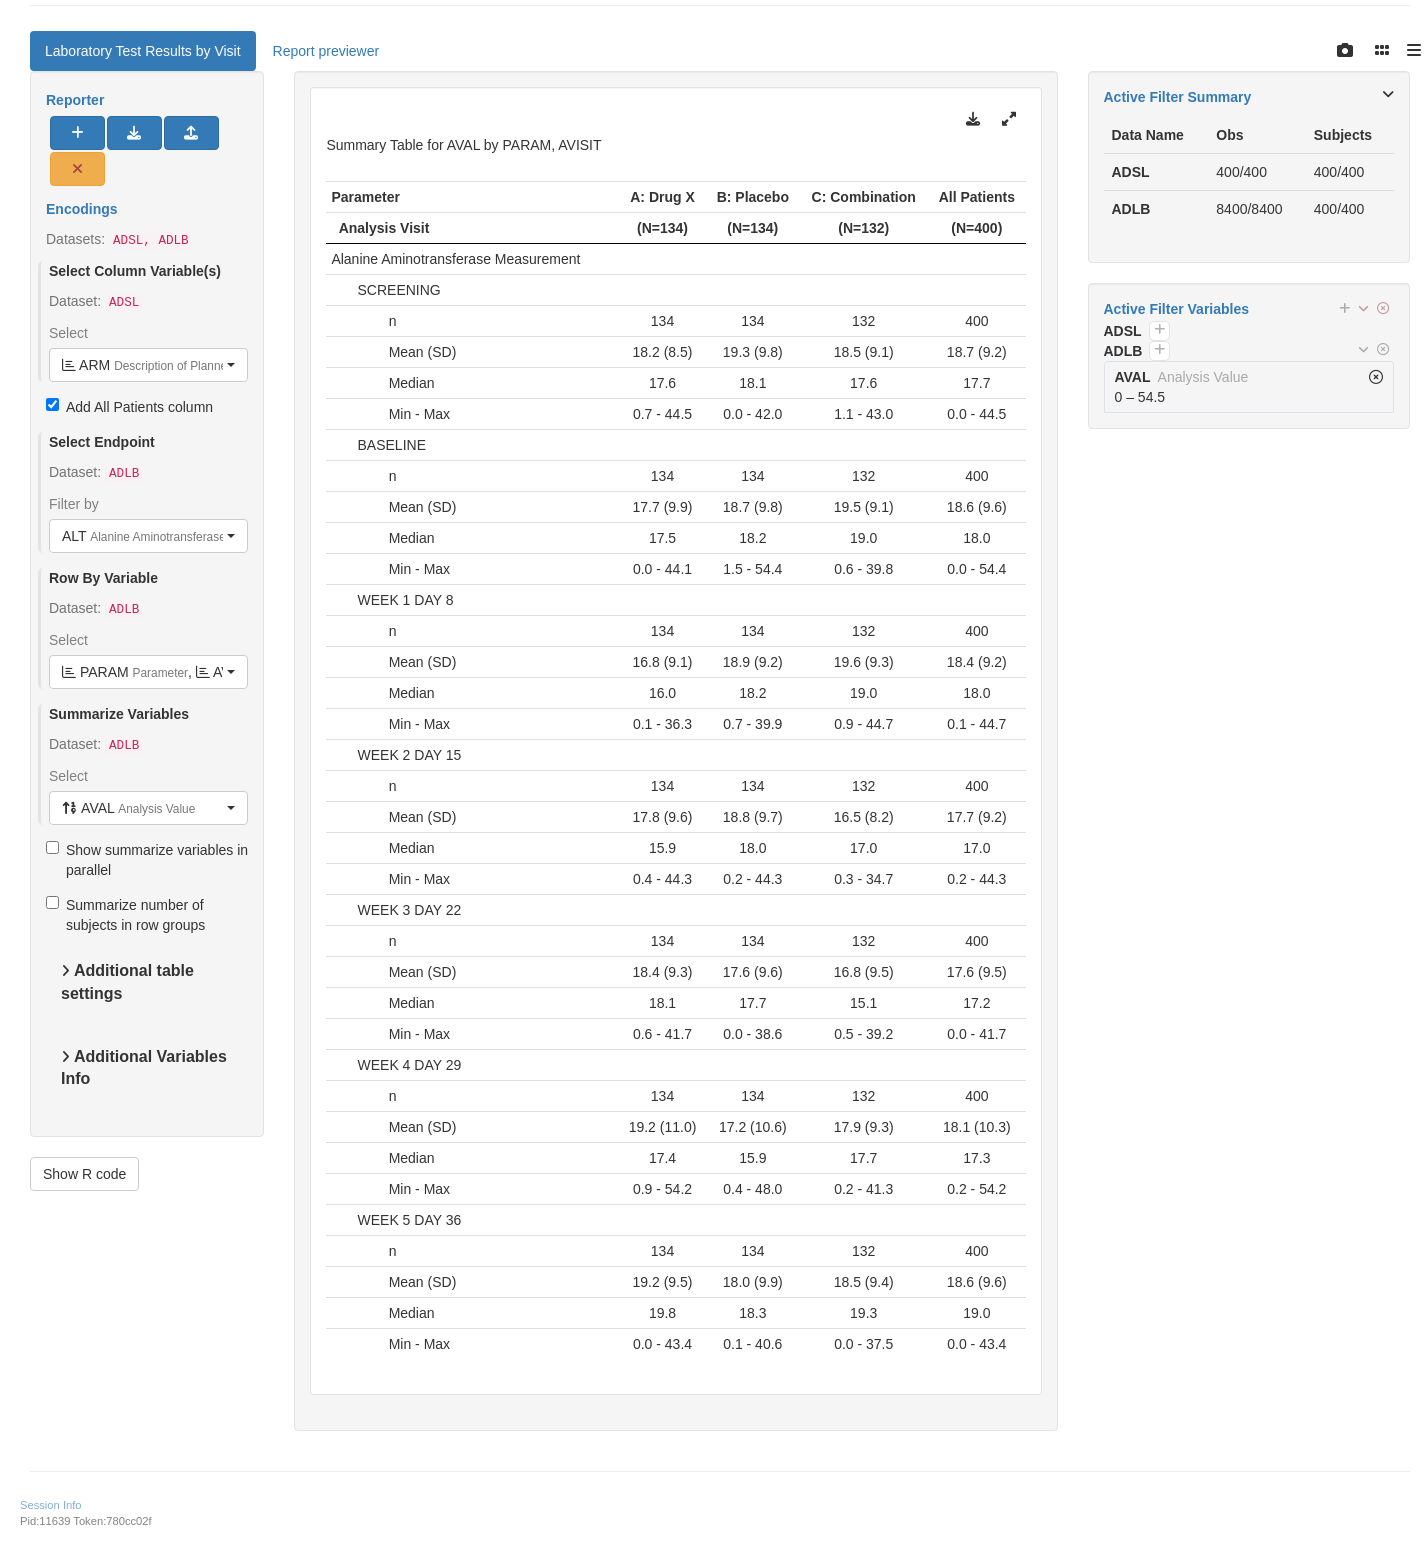 Laboratory Test Results by Visit
Report previewer
Reporter
Encodings
Datasets: ADSL, ADLB
Select Column Variable(s)
Dataset: ADSL
Select
ARM Description of Planne
Add All Patients column
Select Endpoint
Dataset: ADLB
Filter by
ALT Alanine Aminotransferase
Row By Variable
Dataset: ADLB
Select
PARAM Parameter, A
Summarize Variables
Dataset: ADLB
Select
AVAL Analysis Value
Show summarize variables in
parallel
Summarize number of
subjects in row groups
Additional table
settings
Additional Variables
Info
Show R code
Summary Table for AVAL by PARAM, AVISIT
Parameter A: Drug X B: Placebo C: Combination All Patients
Analysis Visit (N=134) (N=134) (N=132) (N=400)
Alanine Aminotransferase Measurement
SCREENING
n 134 134 132 400
Mean (SD) 18.2 (8.5) 19.3 (9.8) 18.5 (9.1) 18.7 (9.2)
Median 17.6 18.1 17.6 17.7
Min - Max 0.7 - 44.5 0.0 - 42.0 1.1 - 43.0 0.0 - 44.5
BASELINE
n 134 134 132 400
Mean (SD) 17.7 (9.9) 18.7 (9.8) 19.5 (9.1) 18.6 (9.6)
Median 17.5 18.2 19.0 18.0
Min - Max 0.0 - 44.1 1.5 - 54.4 0.6 - 39.8 0.0 - 54.4
WEEK 1 DAY 8
n 134 134 132 400
Mean (SD) 16.8 (9.1) 18.9 (9.2) 19.6 (9.3) 18.4 (9.2)
Median 16.0 18.2 19.0 18.0
Min - Max 0.1 - 36.3 0.7 - 39.9 0.9 - 44.7 0.1 - 44.7
WEEK 2 DAY 15
n 134 134 132 400
Mean (SD) 17.8 (9.6) 18.8 (9.7) 16.5 (8.2) 17.7 (9.2)
Median 15.9 18.0 17.0 17.0
Min - Max 0.4 - 44.3 0.2 - 44.3 0.3 - 34.7 0.2 - 44.3
WEEK 3 DAY 22
n 134 134 132 400
Mean (SD) 18.4 (9.3) 17.6 (9.6) 16.8 (9.5) 17.6 (9.5)
Median 18.1 17.7 15.1 17.2
Min - Max 0.6 - 41.7 0.0 - 38.6 0.5 - 39.2 0.0 - 41.7
WEEK 4 DAY 29
n 134 134 132 400
Mean (SD) 19.2 (11.0) 17.2 (10.6) 17.9 (9.3) 18.1 (10.3)
Median 17.4 15.9 17.7 17.3
Min - Max 0.9 - 54.2 0.4 - 48.0 0.2 - 41.3 0.2 - 54.2
WEEK 5 DAY 36
n 134 134 132 400
Mean (SD) 19.2 (9.5) 18.0 (9.9) 18.5 (9.4) 18.6 (9.6)
Median 19.8 18.3 19.3 19.0
Min - Max 0.0 - 43.4 0.1 - 40.6 0.0 - 37.5 0.0 - 43.4
Active Filter Summary
Data Name Obs Subjects
ADSL 400/400 400/400
ADLB 8400/8400 400/400
Active Filter Variables
ADSL
ADLB
AVAL Analysis Value
0 – 54.5
Session Info
Pid:11639 Token:780cc02f